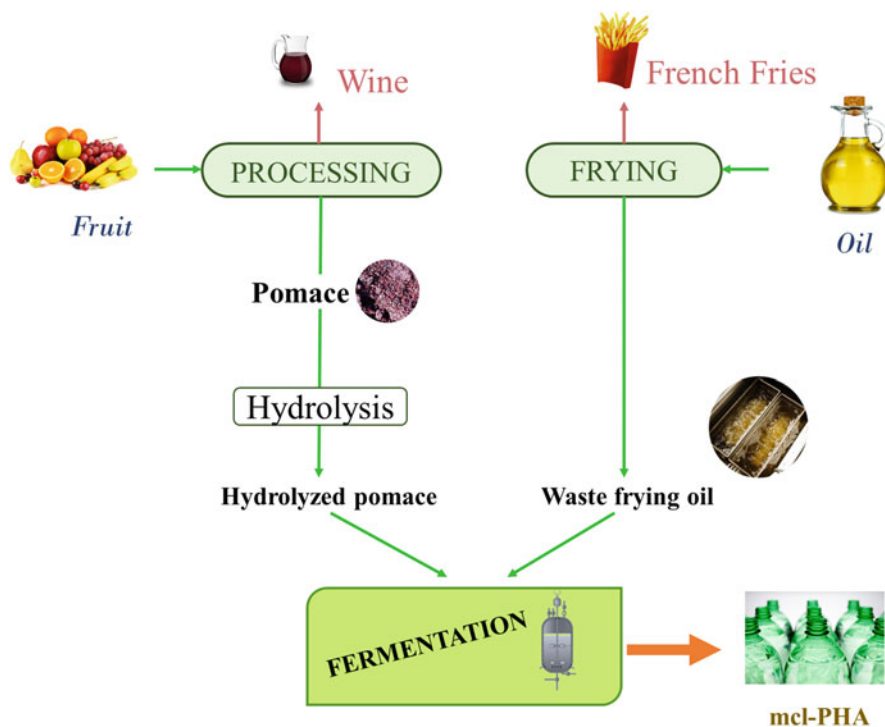 Wine
French Fries
PROCESSING
FRYING
Fruit
Oil
Pomace
Hydrolysis
Hydrolyzed pomace
Waste frying oil
FERMENTATION
mcl-PHA